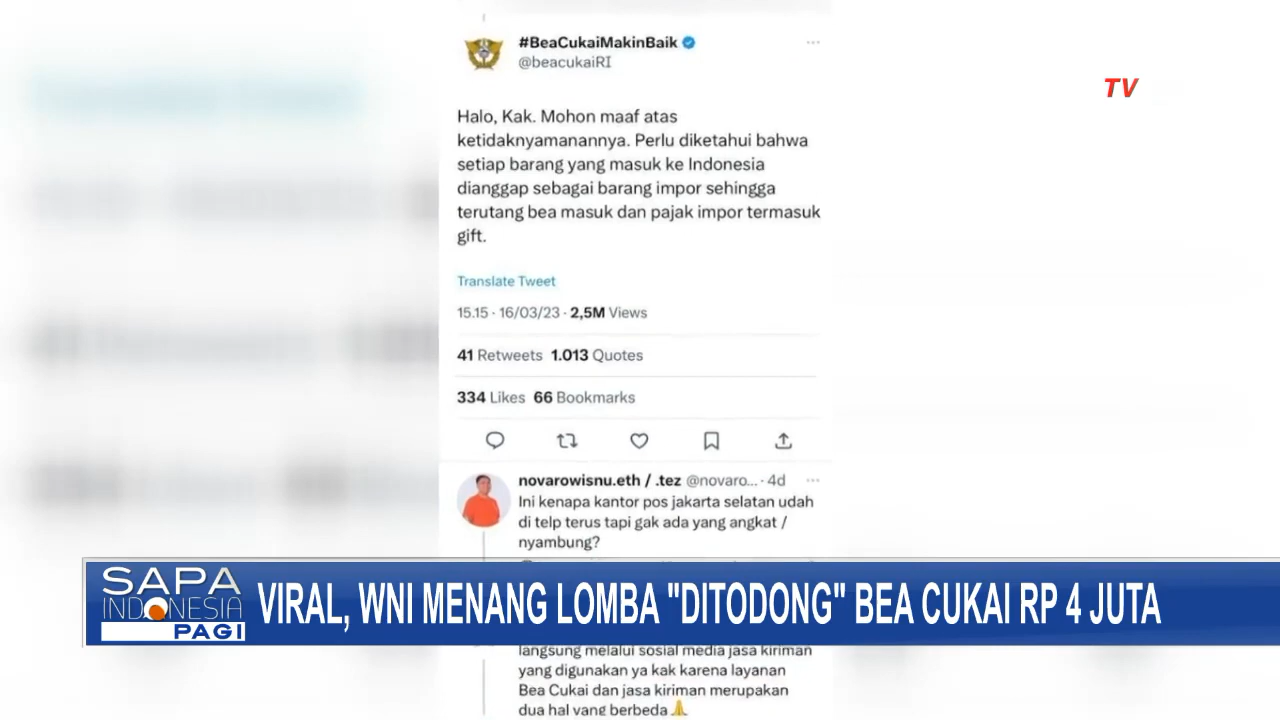 #BeaCukaiMakinBaik
@beacukaiRI
TV
Halo, Kak. Mohon maaf atas
ketidaknyamanannya. Perlu diketahui bahwa
setiap barang yang masuk ke Indonesia
dianggap sebagai barang impor sehingga
terutang bea masuk dan pajak impor termasuk
gift.
Translate Tweet
15.15 · 16/03/23 · 2,5M Views
41 Retweets 1.013 Quotes
334 Likes 66 Bookmarks
novarowisnu.eth / .tez @novaro... · 4d
Ini kenapa kantor pos jakarta selatan udah
di telp terus tapi gak ada yang angkat /
nyambung?
SAPA
INDONESIA
PAGI
VIRAL, WNI MENANG LOMBA "DITODONG" BEA CUKAI RP 4 JUTA
langsung melalui sosial media jasa kiriman
yang digunakan ya kak karena layanan
Bea Cukai dan jasa kiriman merupakan
dua hal yang berbeda